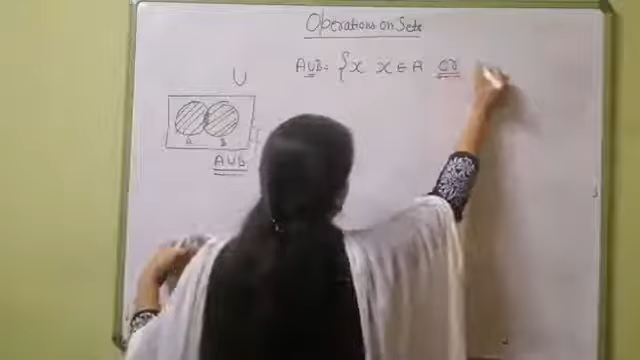 Operations on Sets
A∪B = {x x ∈ A or
∪
A B
A∪B